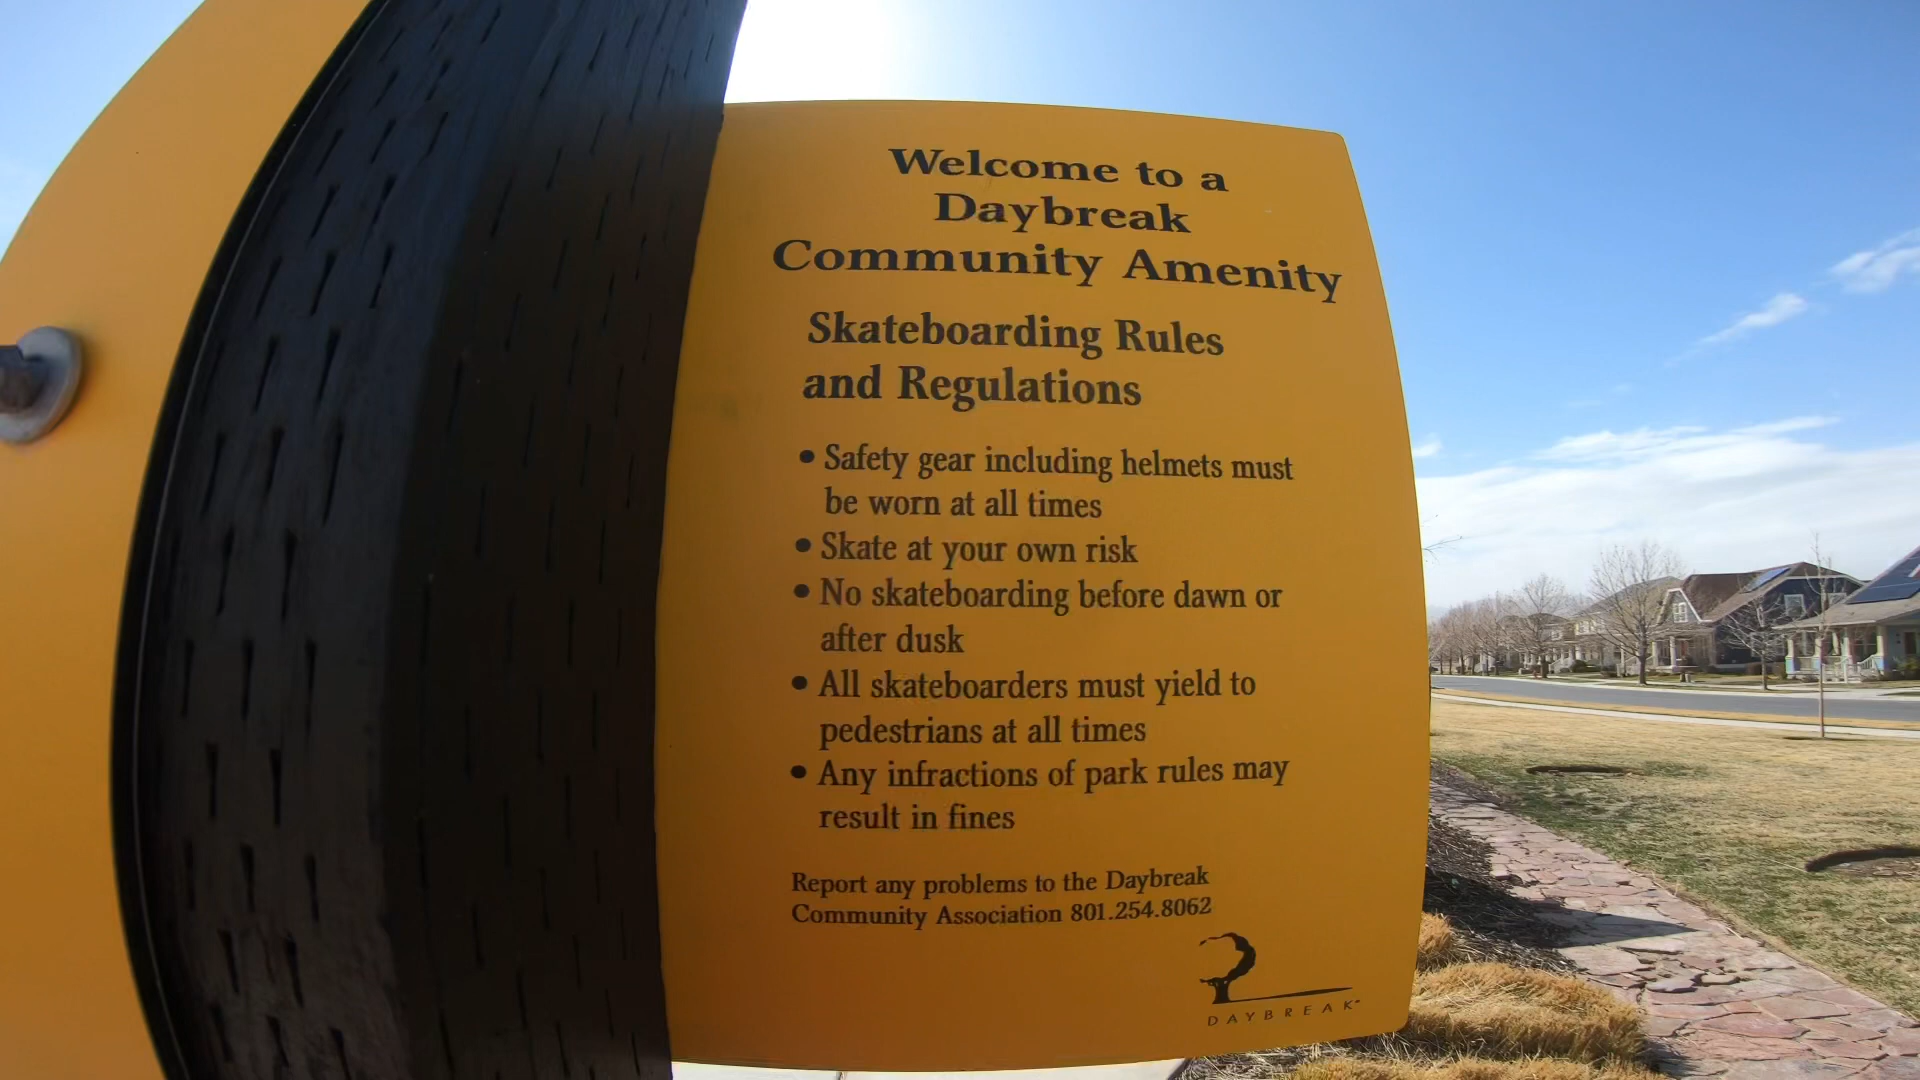 Welcome to a
Daybreak
Community Amenity
Skateboarding Rules
and Regulations
• Safety gear including helmets must
be worn at all times
• Skate at your own risk
• No skateboarding before dawn or
after dusk
• All skateboarders must yield to
pedestrians at all times
• Any infractions of park rules may
result in fines
Report any problems to the Daybreak
Community Association 801.254.8062
DAYBREAK